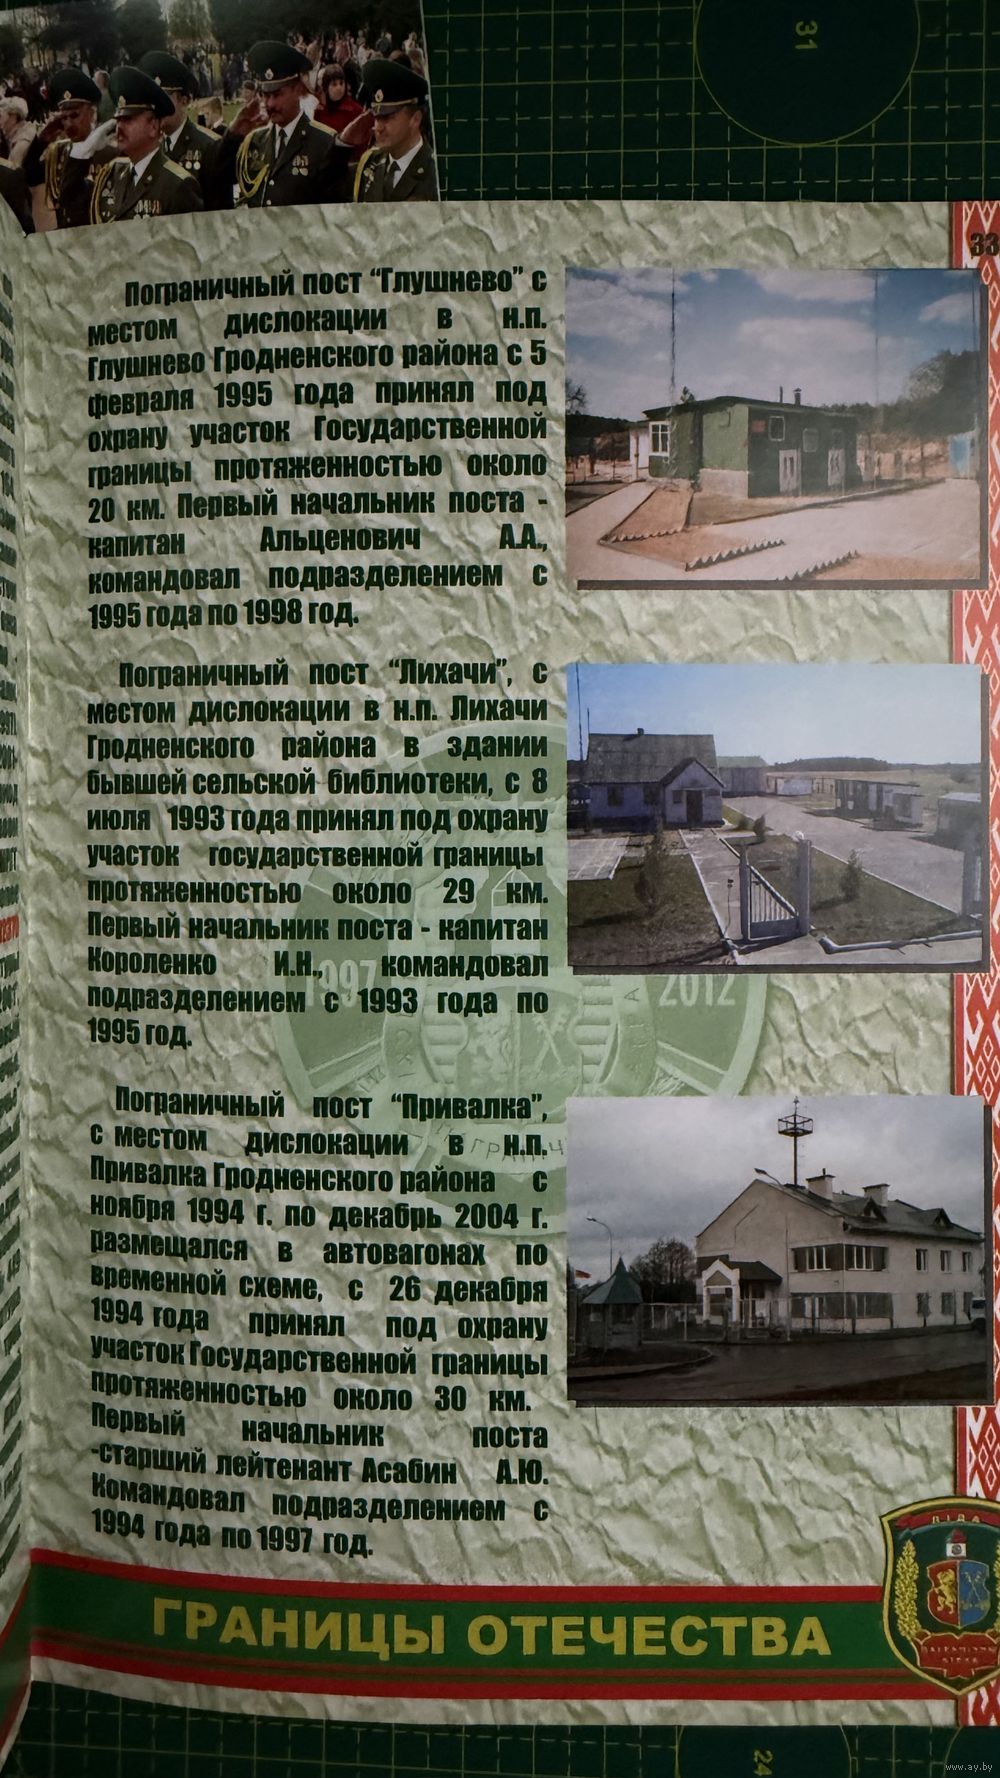 31
33
Пограничный пост “Глушнево” с
местом дислокации в н.п.
Глушнево Гродненского района с 5
февраля 1995 года принял под
охрану участок Государственной
границы протяженностью около
20 км. Первый начальник поста -
капитан Альценович А.А.,
командовал подразделением с
1995 года по 1998 год.
Пограничный пост “Лихачи”, с
местом дислокации в н.п. Лихачи
Гродненского района в здании
бывшей сельской библиотеки, с 8
июля 1993 года принял под охрану
участок государственной границы
протяженностью около 29 км.
Первый начальник поста - капитан
Короленко И.Н., командовал
подразделением с 1993 года по
1995 год.
1997 2012
Пограничный пост “Привалка”,
с местом дислокации в н.п.
Привалка Гродненского района с
ноября 1994 г. по декабрь 2004 г.
размещался в автовагонах по
временной схеме, с 26 декабря
1994 года принял под охрану
участок Государственной границы
протяженностью около 30 км.
Первый начальник поста
-старший лейтенант Асабин А.Ю.
Командовал подразделением с
1994 года по 1997 год.
ГРАНИЦЫ ОТЕЧЕСТВА
ЛІДА
24
www.ay.by